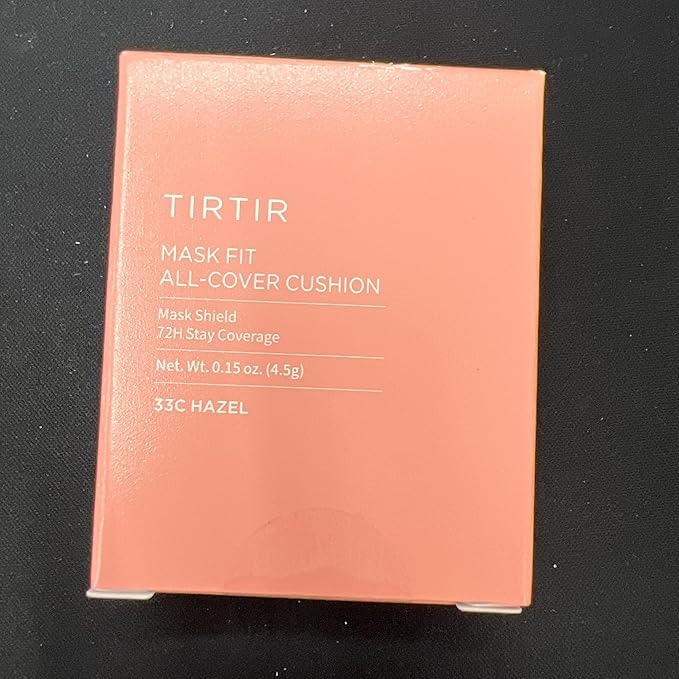 TIRTIR
MASK FIT
ALL-COVER CUSHION
Mask Shield
72H Stay Coverage
Net. Wt. 0.15 oz. (4.5g)
33C HAZEL